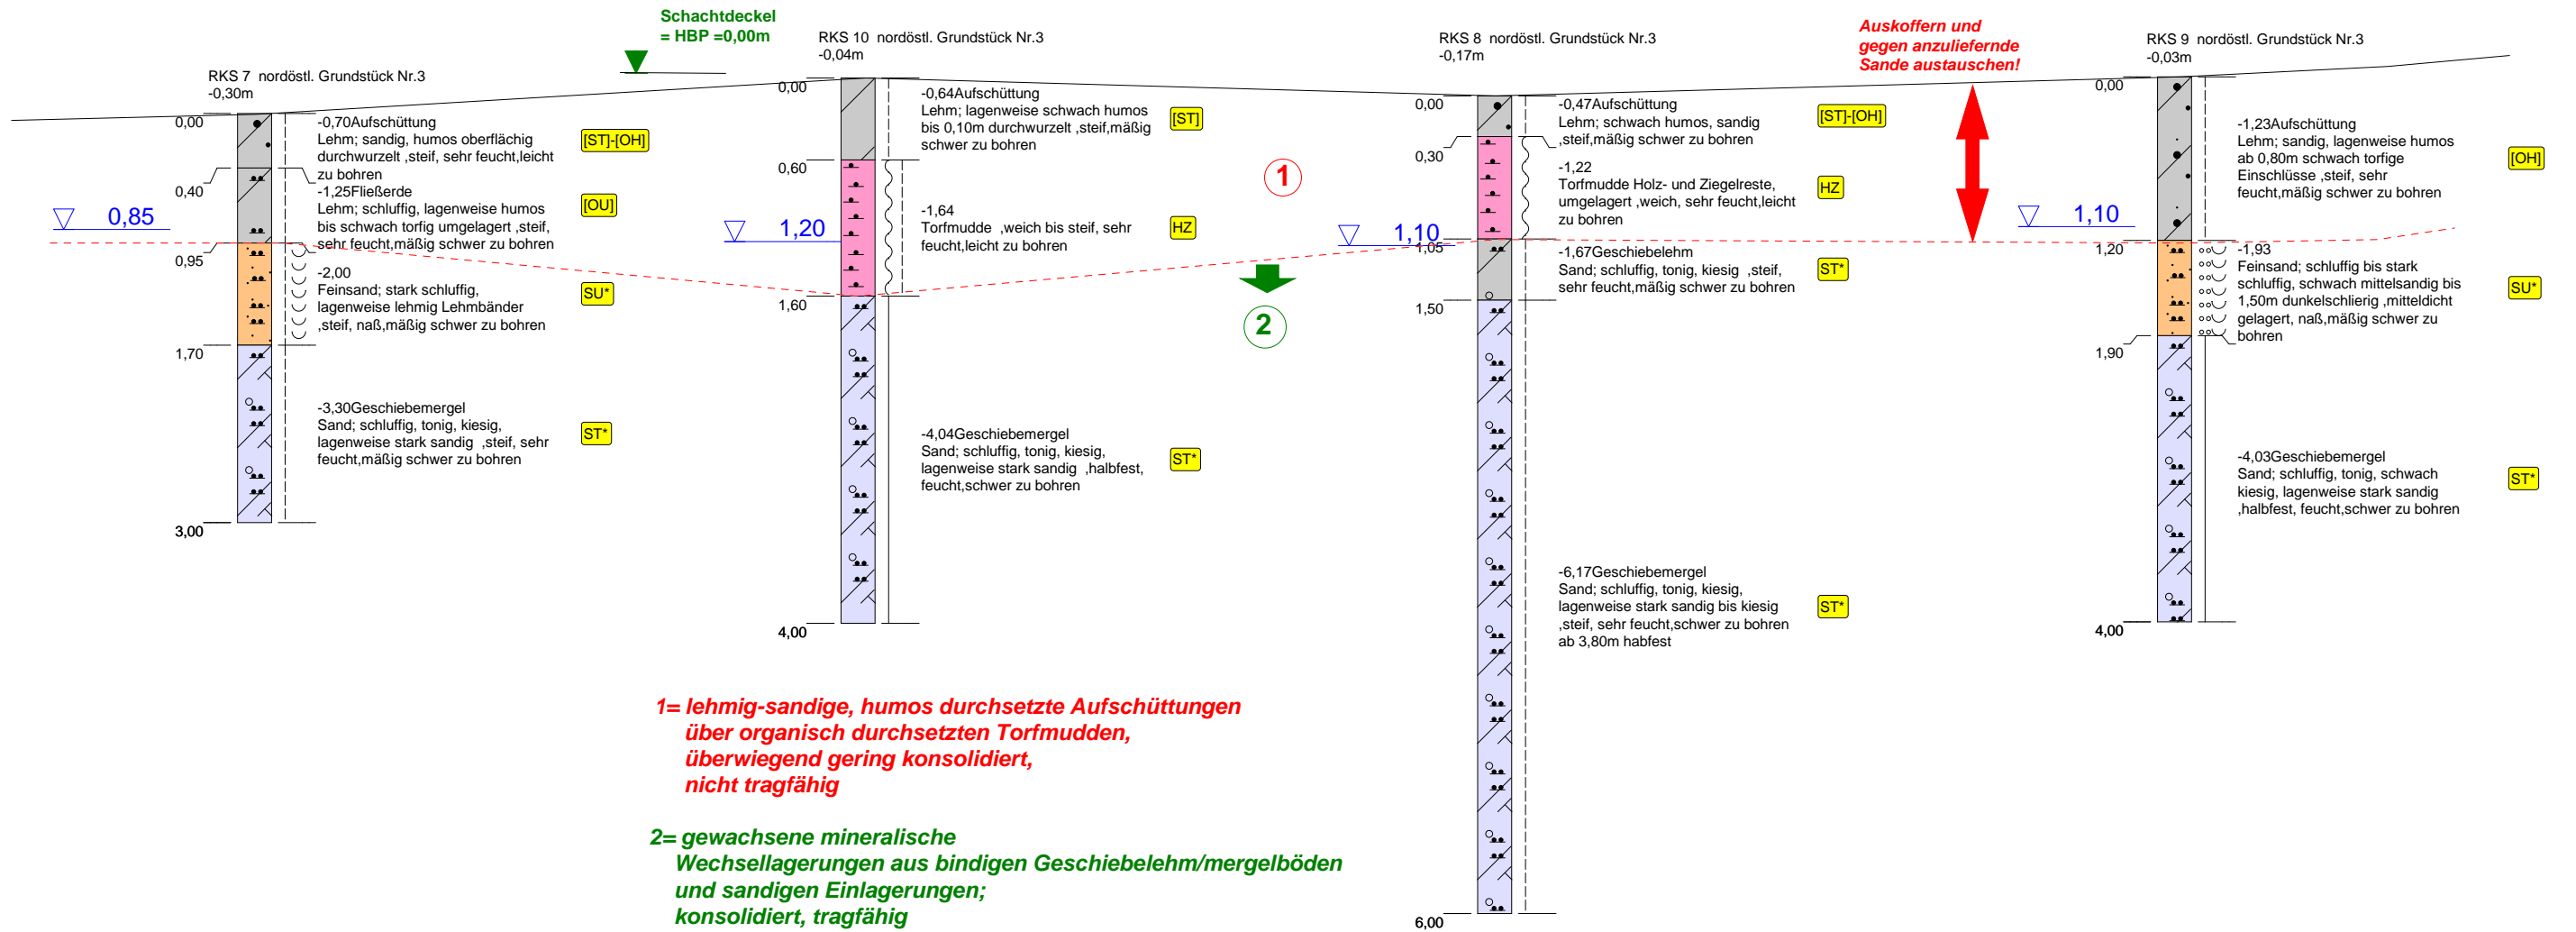 Schachtdeckel
= HBP =0,00m
RKS 7  nordöstl. Grundstück Nr.3
-0,30m
0,00
0,40
0,85
0,95
1,70
3,00
-0,70Aufschüttung
Lehm; sandig, humos oberflächig
durchwurzelt ,steif, sehr feucht,leicht
zu bohren
[ST]-[OH]
-1,25Fließerde
Lehm; schluffig, lagenweise humos
bis schwach torfig umgelagert ,steif,
sehr feucht,mäßig schwer zu bohren
[OU]
-2,00
Feinsand; stark schluffig,
lagenweise lehmig Lehmbänder
,steif, naß,mäßig schwer zu bohren
SU*
-3,30Geschiebemergel
Sand; schluffig, tonig, kiesig,
lagenweise stark sandig  ,steif, sehr
feucht,mäßig schwer zu bohren
ST*
RKS 10  nordöstl. Grundstück Nr.3
-0,04m
0,00
0,60
1,20
1,60
4,00
-0,64Aufschüttung
Lehm; lagenweise schwach humos
bis 0,10m durchwurzelt ,steif,mäßig
schwer zu bohren
[ST]
-1,64
Torfmudde  ,weich bis steif, sehr
feucht,leicht zu bohren
HZ
-4,04Geschiebemergel
Sand; schluffig, tonig, kiesig,
lagenweise stark sandig  ,halbfest,
feucht,schwer zu bohren
ST*
1
2
RKS 8  nordöstl. Grundstück Nr.3
-0,17m
0,00
0,30
1,10
1,05
1,50
6,00
-0,47Aufschüttung
Lehm; schwach humos, sandig
,steif,mäßig schwer zu bohren
[ST]-[OH]
-1,22
Torfmudde Holz- und Ziegelreste,
umgelagert ,weich, sehr feucht,leicht
zu bohren
HZ
-1,67Geschiebelehm
Sand; schluffig, tonig, kiesig  ,steif,
sehr feucht,mäßig schwer zu bohren
ST*
-6,17Geschiebemergel
Sand; schluffig, tonig, kiesig,
lagenweise stark sandig bis kiesig
,steif, sehr feucht,schwer zu bohren
ab 3,80m habfest
ST*
Auskoffern und
gegen anzuliefernde
Sande austauschen!
RKS 9  nordöstl. Grundstück Nr.3
-0,03m
0,00
1,10
1,20
1,90
4,00
-1,23Aufschüttung
Lehm; sandig, lagenweise humos
ab 0,80m schwach torfige
Einschlüsse ,steif, sehr
feucht,mäßig schwer zu bohren
[OH]
-1,93
Feinsand; schluffig bis stark
schluffig, schwach mittelsandig bis
1,50m dunkelschlierig ,mitteldicht
gelagert, naß,mäßig schwer zu
bohren
SU*
-4,03Geschiebemergel
Sand; schluffig, tonig, schwach
kiesig, lagenweise stark sandig
,halbfest, feucht,schwer zu bohren
ST*
1= lehmig-sandige, humos durchsetzte Aufschüttungen
über organisch durchsetzten Torfmudden,
überwiegend gering konsolidiert,
nicht tragfähig
2= gewachsene mineralische
Wechsellagerungen aus bindigen Geschiebelehm/mergelböden
und sandigen Einlagerungen;
konsolidiert, tragfähig